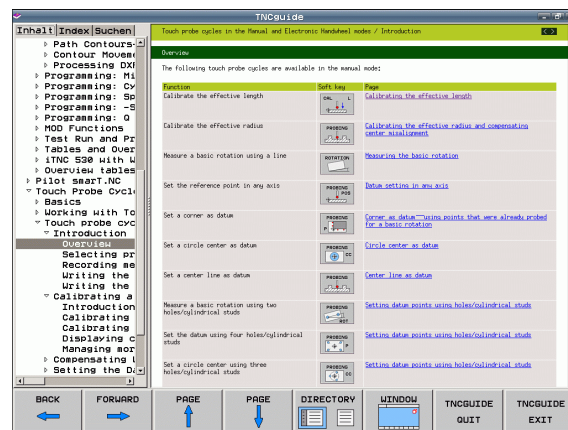 TNCguide
Inhalt Index Suchen
Touch probe cycles in the Manual and Electronic Handwheel modes / Introduction
Path Contours-
Contour Moveme
Processing DXF
Programming: Mi
Programming: Cy
Programming: Sp
Programming: -S
Programming: Q
MOD Functions
Test Run and Pr
Tables and Over
iTNC 530 with W
Overview tables
Pilot smarT.NC
Touch Probe Cycl
Basics
Working with To
Touch probe cyc
Introduction
Overview
Selecting pr
Recording me
Writing the
Writing the
Calibrating a
Introduction
Calibrating
Calibrating
Displaying c
Managing mor
Compensating W
Setting the Da
Overview
The following touch probe cycles are available in the manual mode:
Function Soft key Page
Calibrate the effective length CAL L Calibrating the effective length
Calibrate the effective radius PROBING Calibrating the effective radius and compensating
center misalignment
Measure a basic rotation using a line ROTATION Measuring the basic rotation
Set the reference point in any axis PROBING POS Datum setting in any axis
Set a corner as datum PROBING P Corner as datum—using points that were already probed
for a basic rotation
Set a circle center as datum PROBING CC Circle center as datum
Set a center line as datum PROBING Center line as datum
Measure a basic rotation using two
holes/cylindrical studs PROBING ROT Setting datum points using holes/cylindrical studs
Set the datum using four holes/cylindrical
studs PROBING P Setting datum points using holes/cylindrical studs
Set a circle center using three
holes/cylindrical studs PROBING CC Setting datum points using holes/cylindrical studs
BACK FORWARD PAGE PAGE DIRECTORY WINDOW TNCGUIDE QUIT TNCGUIDE EXIT